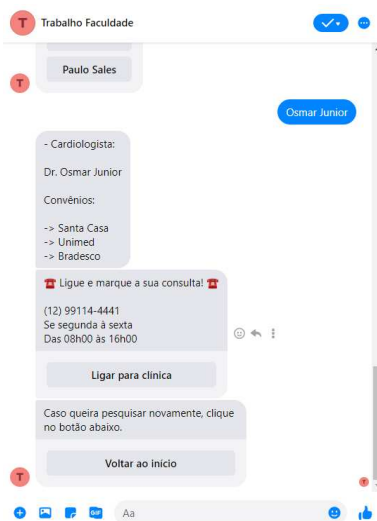 T Trabalho Faculdade
Paulo Sales
T
Osmar Junior
- Cardiologista:
Dr. Osmar Junior
Convênios:
-> Santa Casa
-> Unimed
-> Bradesco
☎ Ligue e marque a sua consulta! ☎
(12) 99114-4441
Se segunda à sexta
Das 08h00 às 16h00
Ligar para clínica
Caso queira pesquisar novamente, clique
no botão abaixo.
Voltar ao início
T
T
GIF
Aa